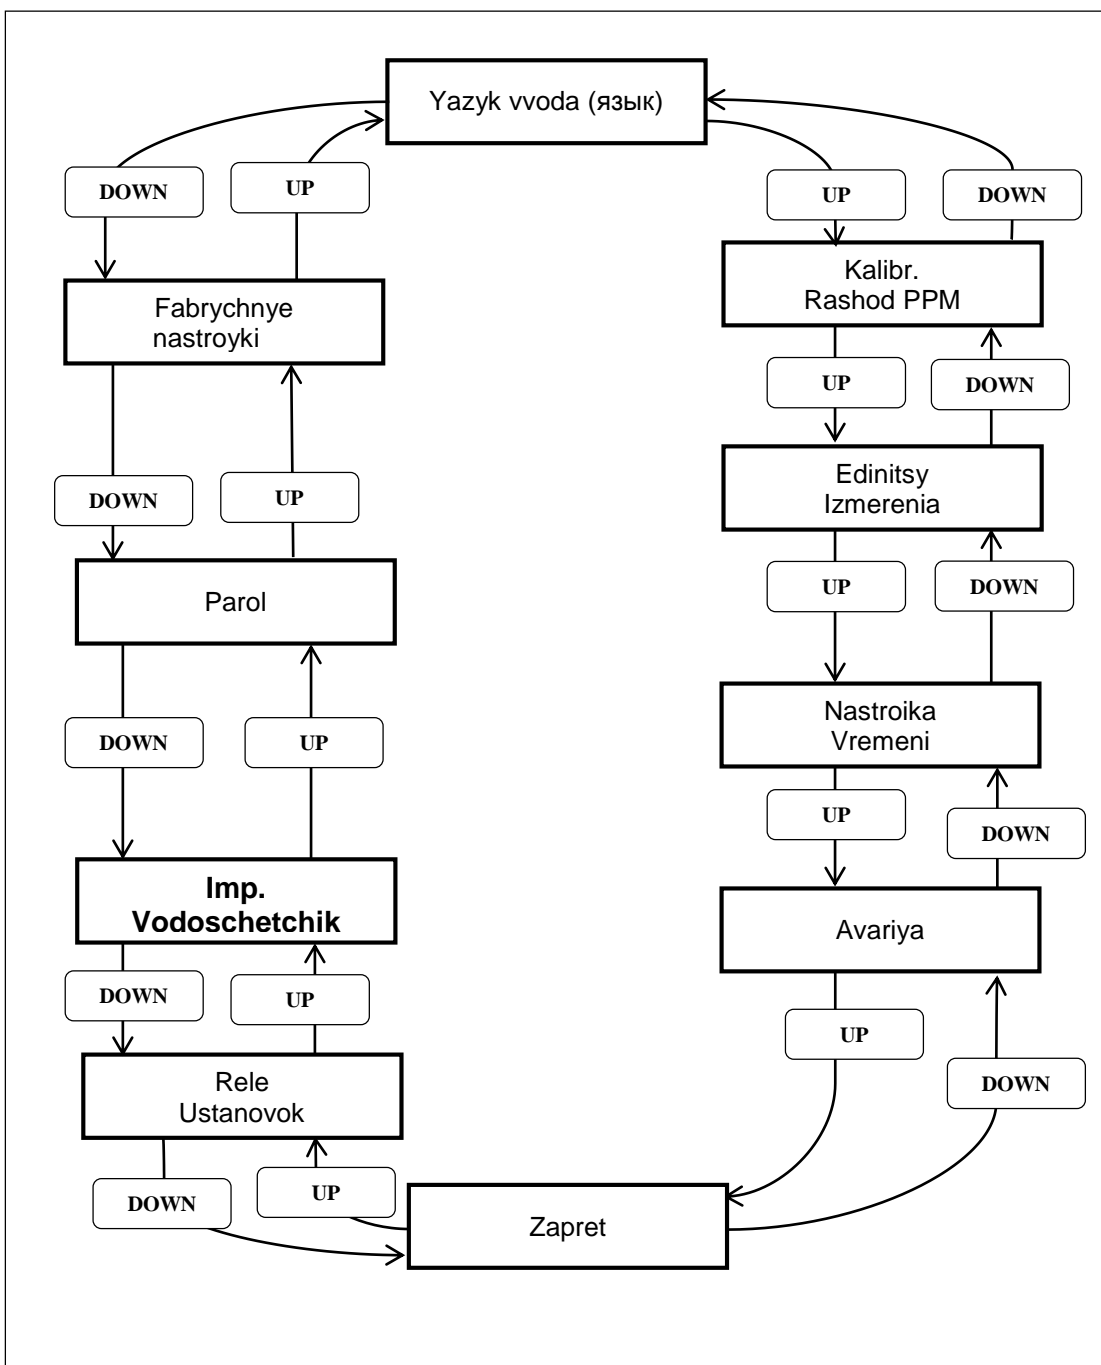 Yazyk vvoda (язык)
DOWN
UP
UP
DOWN
Fabrychnye
nastroyki
Kalibr.
Rashod PPM
UP
DOWN
DOWN
UP
Edinitsy
Izmerenia
Parol
UP
DOWN
DOWN
UP
Nastroika
Vremeni
UP
DOWN
Imp.
Vodoschetchik
Avariya
DOWN
UP
UP
DOWN
Rele
Ustanovok
DOWN
UP
Zapret